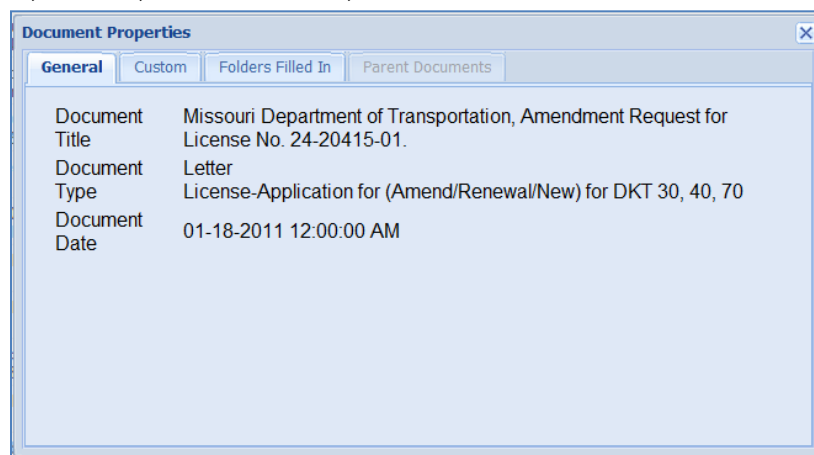 Document Properties
General Custom Folders Filled In Parent Documents
Document Title Missouri Department of Transportation, Amendment Request for
License No. 24-20415-01.
Document Type Letter
License-Application for (Amend/Renewal/New) for DKT 30, 40, 70
Document Date 01-18-2011 12:00:00 AM